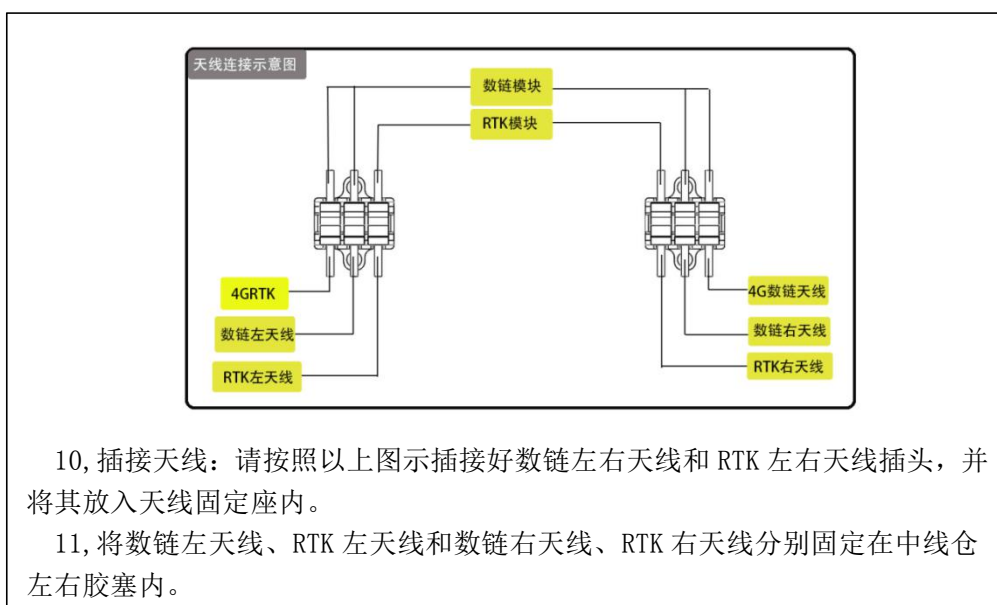 天线连接示意图
数链模块
RTK模块
4GRTK
4G数链天线
数链左天线
数链右天线
RTK左天线
RTK右天线
10,插接天线：请按照以上图示插接好数链左右天线和 RTK 左右天线插头，并
将其放入天线固定座内。
11,将数链左天线、RTK 左天线和数链右天线、RTK 右天线分别固定在中线仓
左右胶塞内。